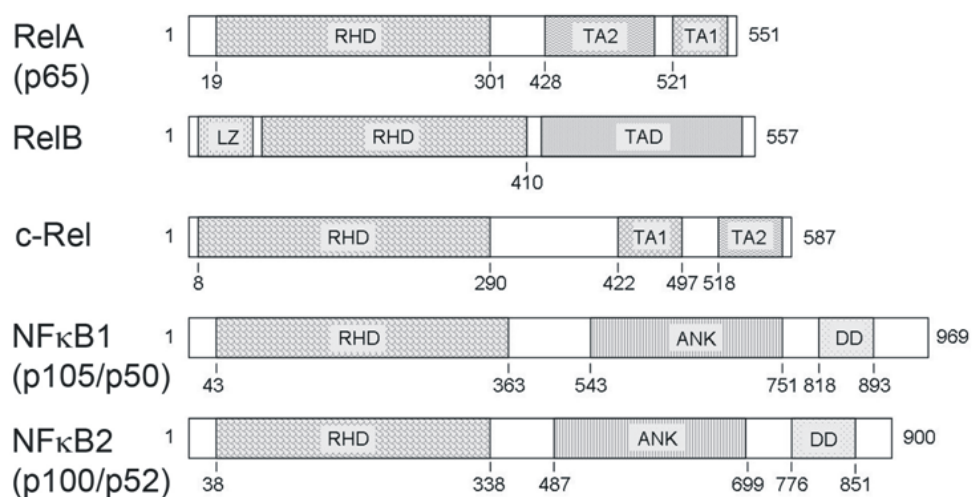 RelA
(p65)
1 RHD TA2 TA1 551
19 301 428 521
RelB
1 LZ RHD TAD 557
410
c-Rel
1 RHD TA1 TA2 587
8 290 422 497 518
NFκB1
(p105/p50)
1 RHD ANK DD 969
43 363 543 751 818 893
NFκB2
(p100/p52)
1 RHD ANK DD 900
38 338 487 699 776 851